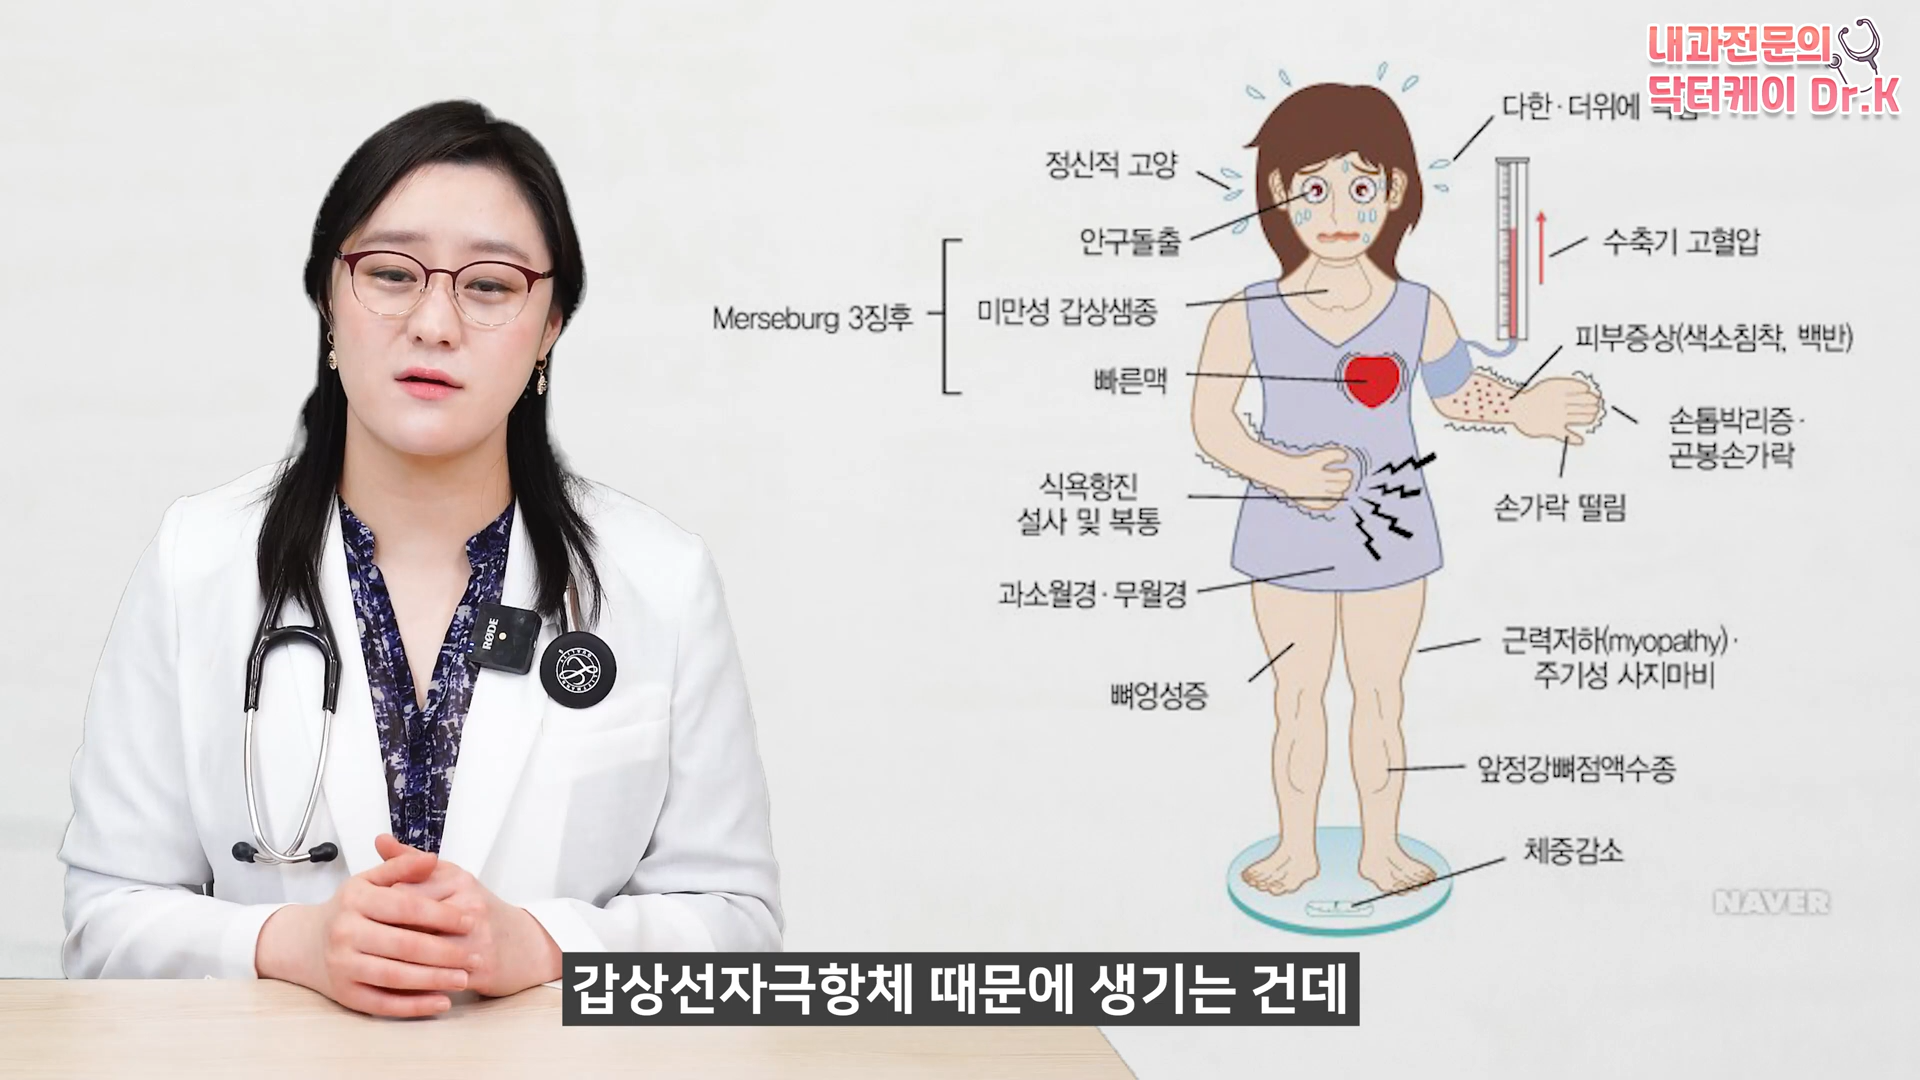 내과전문의
닥터케이 Dr.K
다한·더위에
정신적 고양
안구돌출
수축기 고혈압
Merseburg 3징후
미만성 갑상샘종
피부증상(색소침착, 백반)
빠른맥
손톱박리증·
곤봉손가락
식욕항진
설사 및 복통
손가락 떨림
과소월경·무월경
근력저하(myopathy)·
주기성 사지마비
뼈엉성증
앞정강뼈점액수종
체중감소
NAVER
RØDE
갑상선자극항체 때문에 생기는 건데